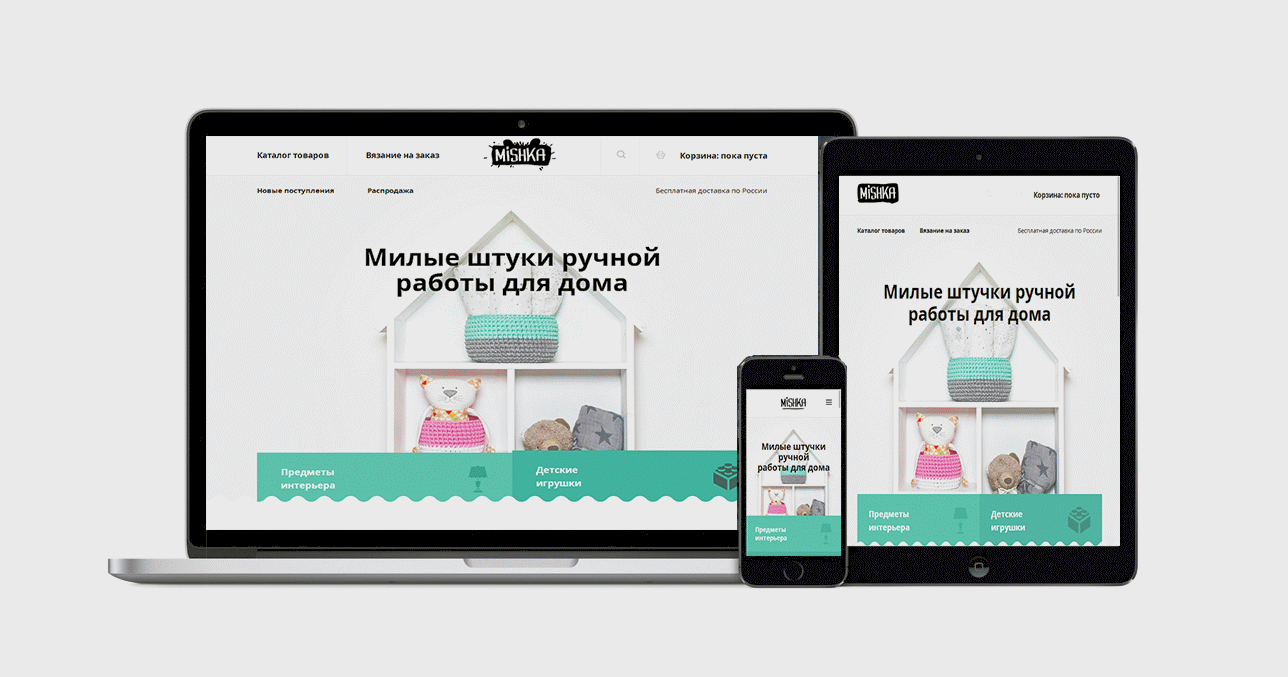 Каталог товаров
Вязание на заказ
MiSHKA
Корзина: пока пуста
Новые поступления
Распродажа
Бесплатная доставка по России
Милые штуки ручной
работы для дома
Предметы
интерьера
Детские
игрушки
MiSHKA
Милые штучки
ручной
работы для дома
Предметы
интерьера
MiSHKA
Корзина: пока пусто
Каталог товаров
Вязание на заказ
Бесплатная доставка по России
Милые штучки ручной
работы для дома
Предметы
интерьера
Детские
игрушки